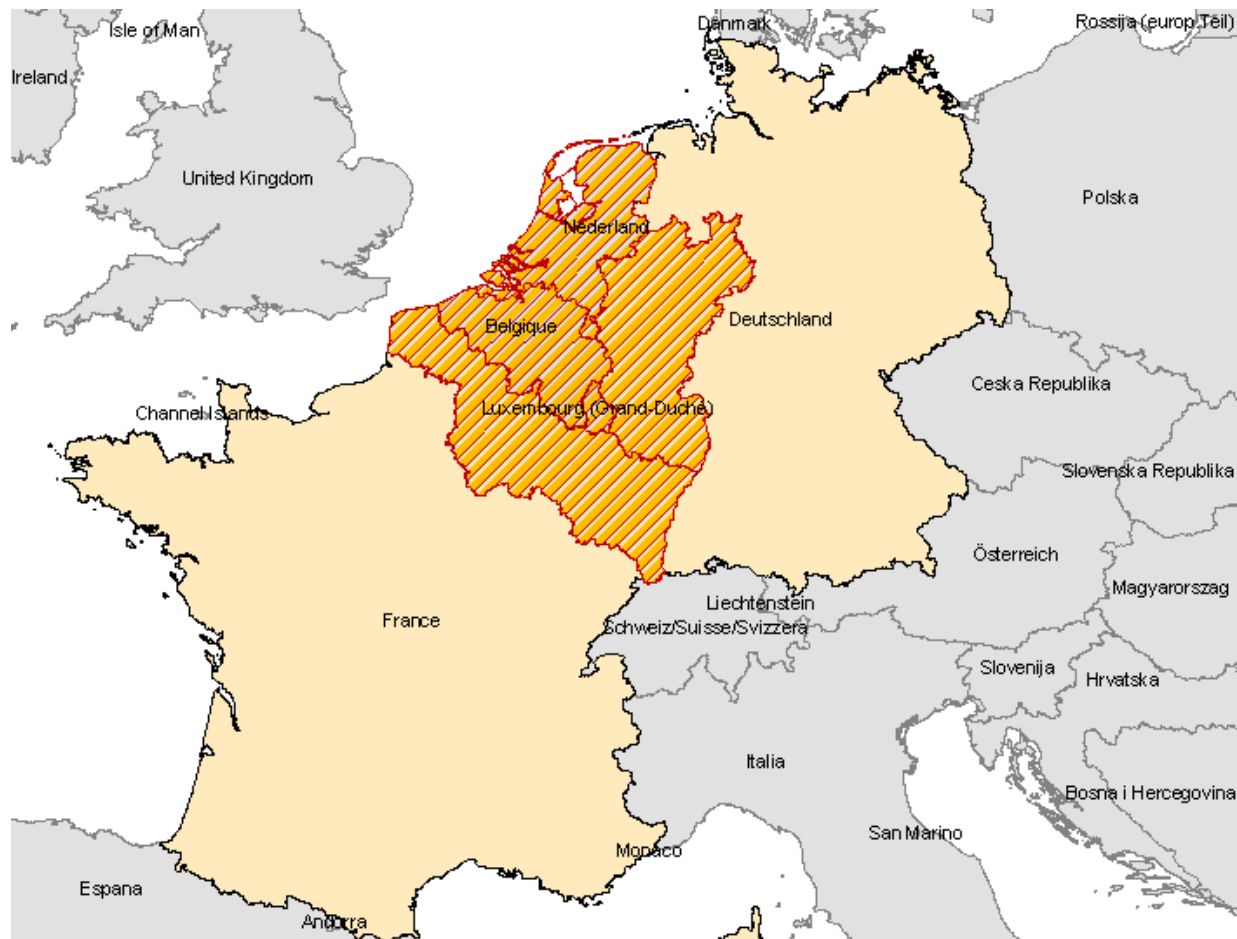 Danmark
Rossija (europ.Teil)
Isle of Man
Ireland
United Kingdom
Polska
Nederland
Deutschland
Belgique
Ceska Republika
Channel Islands
Luxembourg (Grand-Duché)
Slovenska Republika
Österreich
Magyarorszag
Liechtenstein
France
Schweiz/Suisse/Svizzera
Slovenija
Hrvatska
Italia
Bosna i Hercegovina
San Marino
Monaco
Espana
Andorra